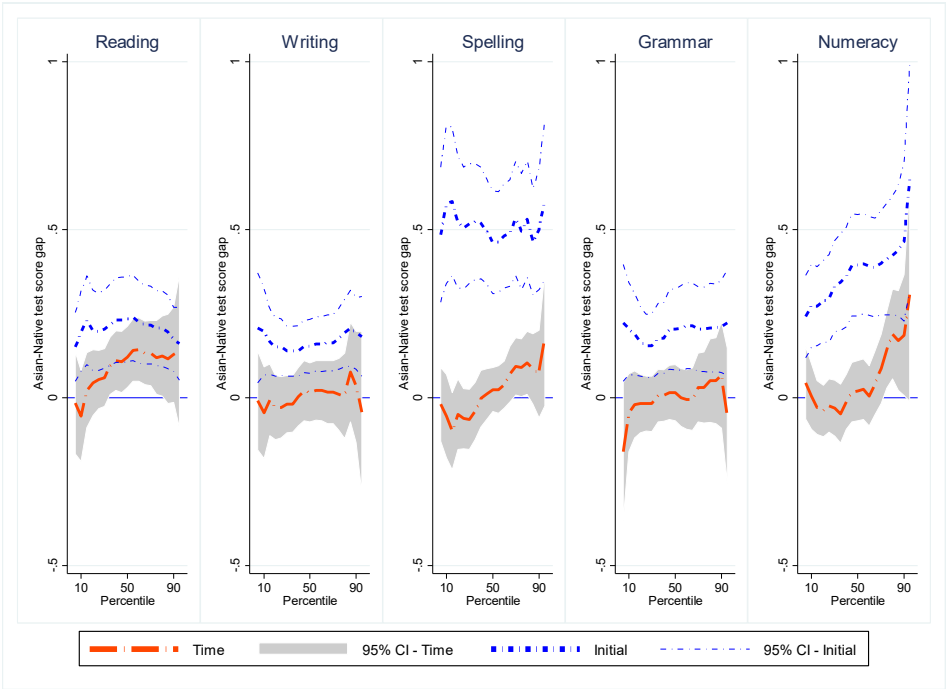 Reading Writing Spelling Grammar Numeracy
Asian-Native test score gap
1
.5
0
-.5
10 50 90
Percentile
Asian-Native test score gap
1
.5
0
-.5
10 50 90
Percentile
Asian-Native test score gap
1
.5
0
-.5
10 50 90
Percentile
Asian-Native test score gap
1
.5
0
-.5
10 50 90
Percentile
Asian-Native test score gap
1
.5
0
-.5
10 50 90
Percentile
Time 95% CI - Time Initial 95% CI - Initial